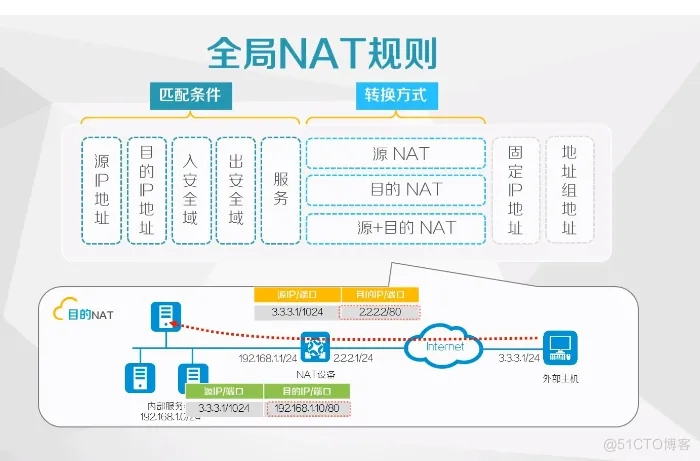 全局NAT规则
匹配条件
转换方式
源IP地址
目的IP地址
入安全域
出安全域
服务
源 NAT
目的 NAT
源+目的 NAT
固定IP地址
地址组地址
目的NAT
源IP/端口 目的IP/端口
3.3.3.1/1024 2.2.2.2/80
192.168.1.1/24 2.2.2.1/24 Internet 3.3.3.1/24
NAT设备 外部主机
源IP/端口 目的IP/端口
内部服务
3.3.3.1/1024 192.168.1.10/80
192.168.1.0/24
@51CTO博客